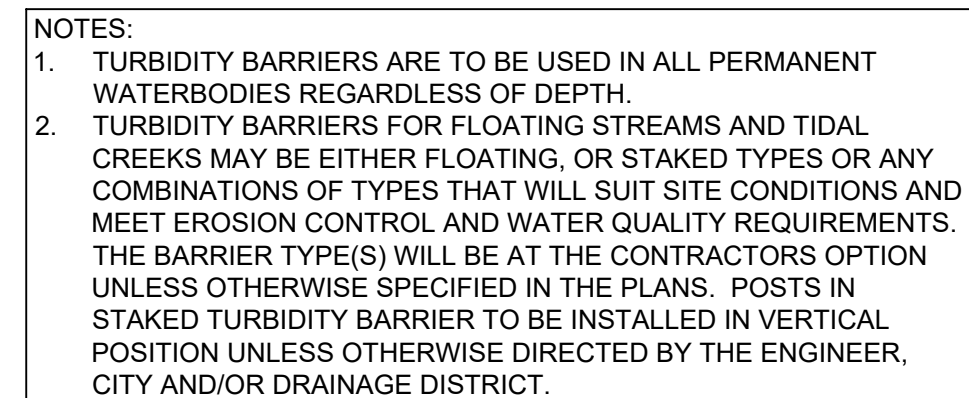 NOTES:
1. TURBIDITY BARRIERS ARE TO BE USED IN ALL PERMANENT
WATERBODIES REGARDLESS OF DEPTH.
2. TURBIDITY BARRIERS FOR FLOATING STREAMS AND TIDAL
CREEKS MAY BE EITHER FLOATING, OR STAKED TYPES OR ANY
COMBINATIONS OF TYPES THAT WILL SUIT SITE CONDITIONS AND
MEET EROSION CONTROL AND WATER QUALITY REQUIREMENTS.
THE BARRIER TYPE(S) WILL BE AT THE CONTRACTORS OPTION
UNLESS OTHERWISE SPECIFIED IN THE PLANS. POSTS IN
STAKED TURBIDITY BARRIER TO BE INSTALLED IN VERTICAL
POSITION UNLESS OTHERWISE DIRECTED BY THE ENGINEER,
CITY AND/OR DRAINAGE DISTRICT.